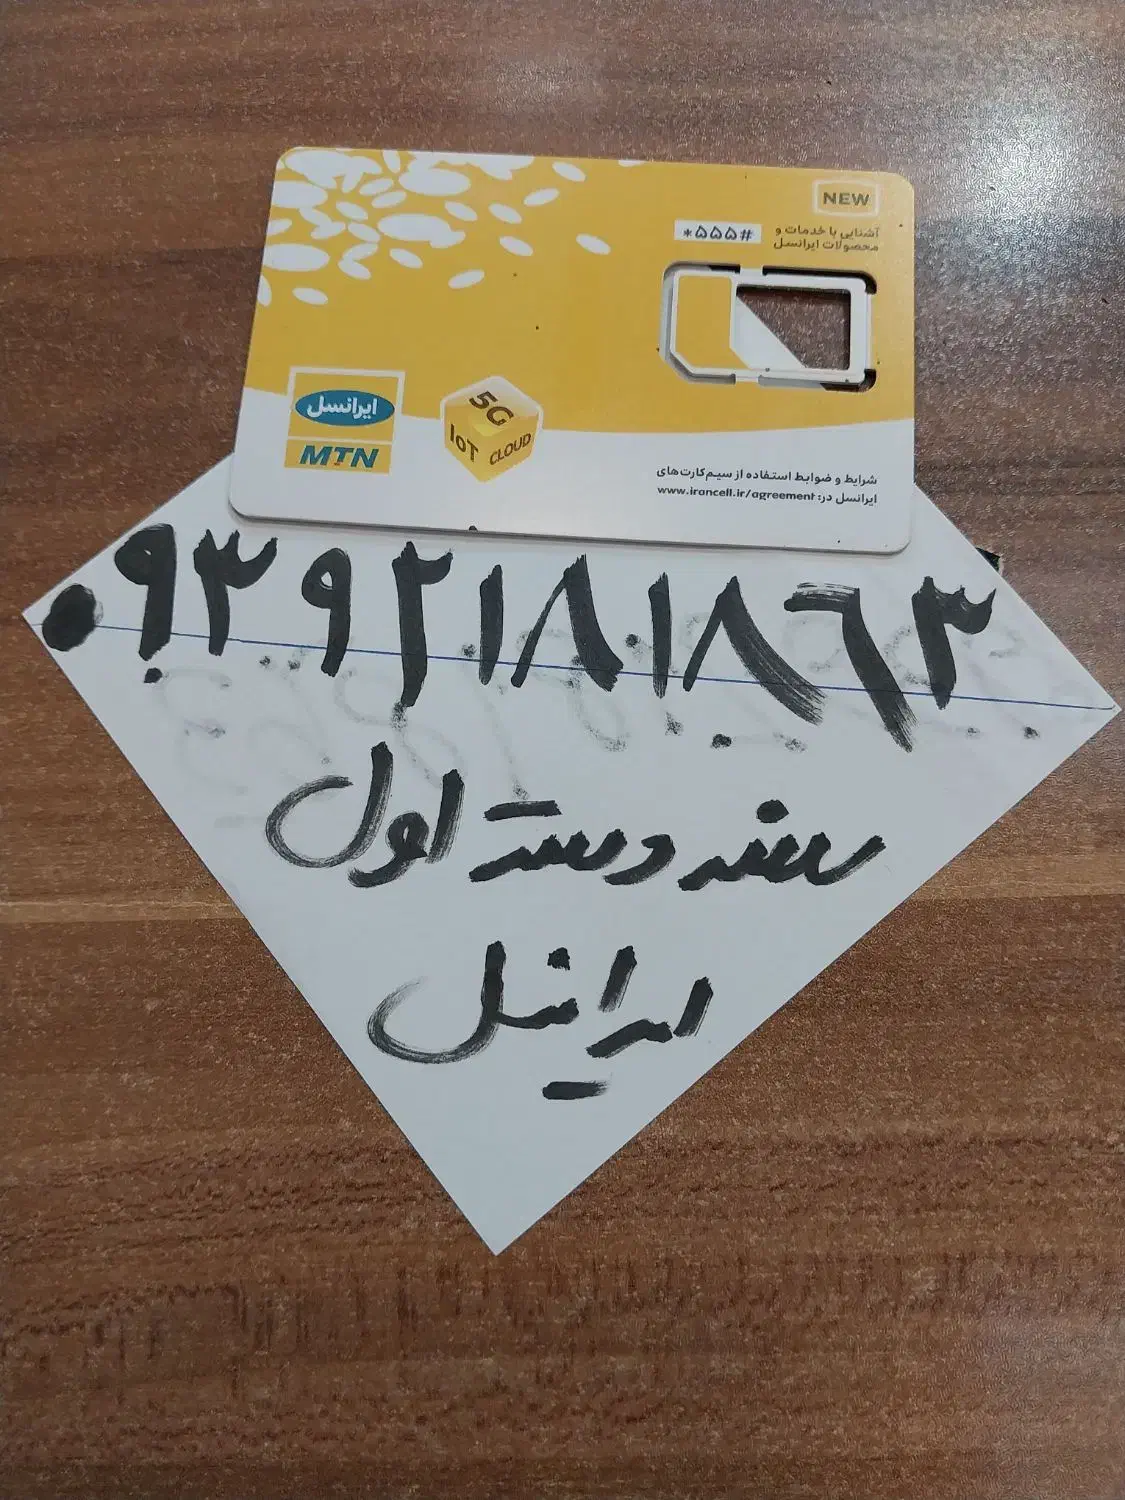 NEW
آشنایی با خدمات و
محصولات ایرانسل
*۵۵۵#
ایرانسل
MTN
5G
IoT CLOUD
شرایط و ضوابط استفاده از سیم‌کارت‌های
ایرانسل در: www.irancell.ir/agreement
۰۹۳۹۲۱۸۱۸۶۳
دست اول
ایرانسل